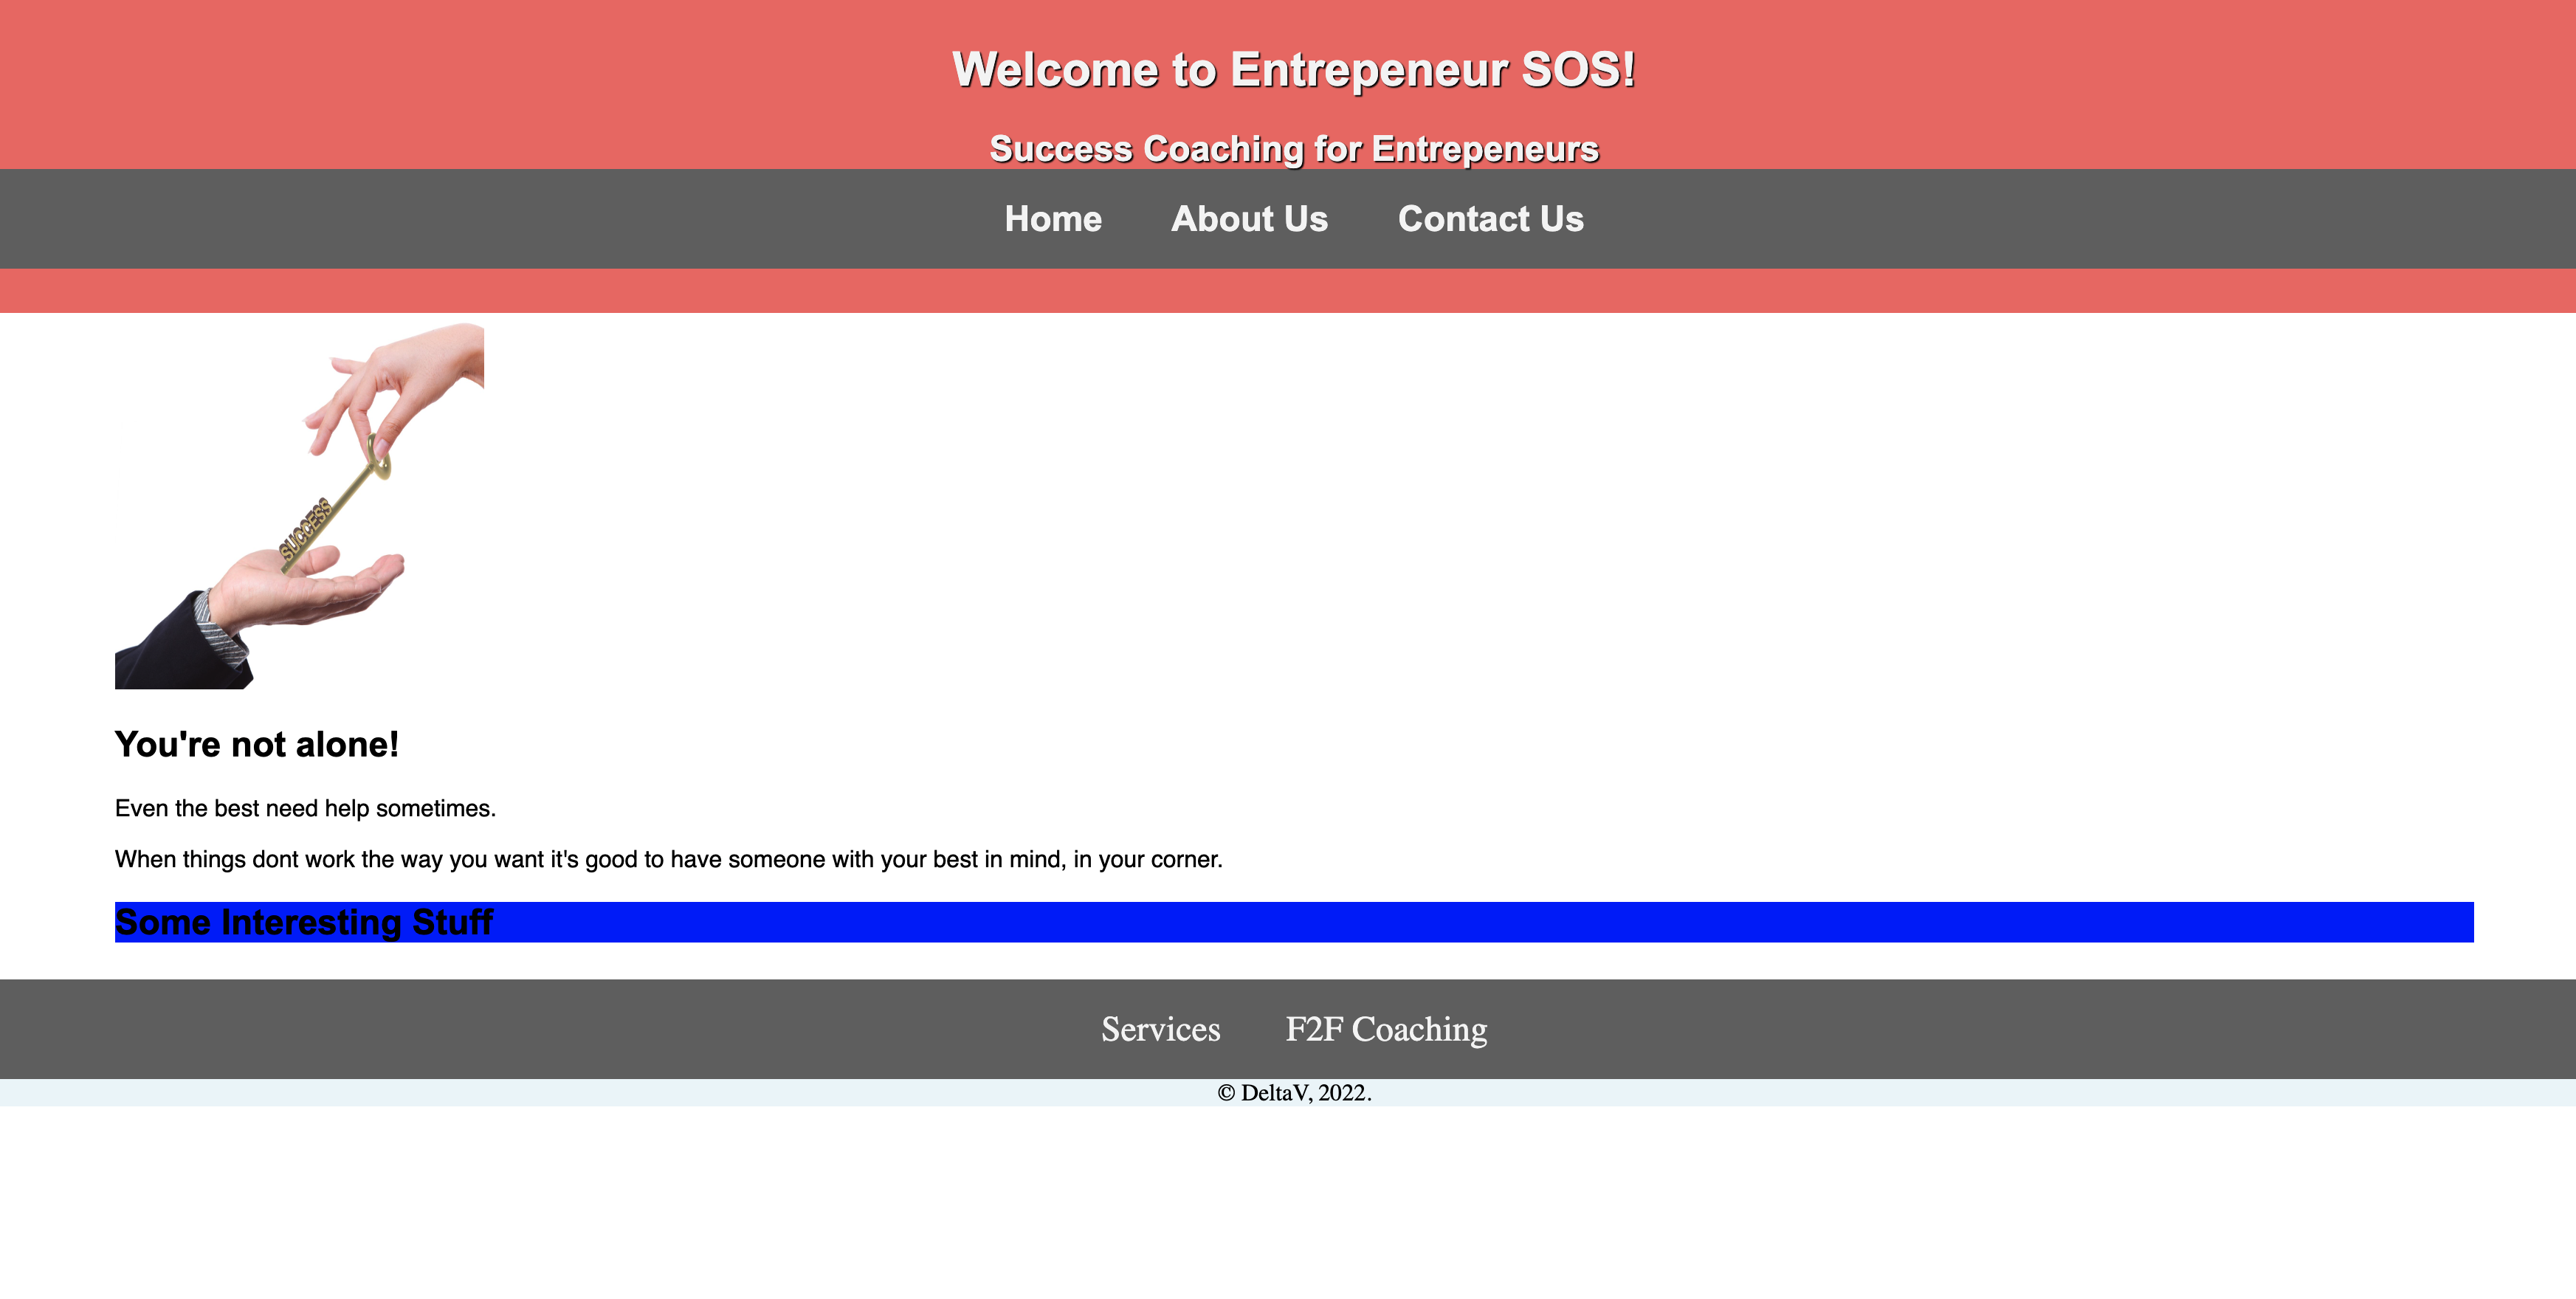 Welcome to Entrepeneur SOS!
Success Coaching for Entrepeneurs
Home About Us Contact Us
SUCCESS
You're not alone!
Even the best need help sometimes.
When things dont work the way you want it's good to have someone with your best in mind, in your corner.
Some Interesting Stuff
Services F2F Coaching
© DeltaV, 2022.